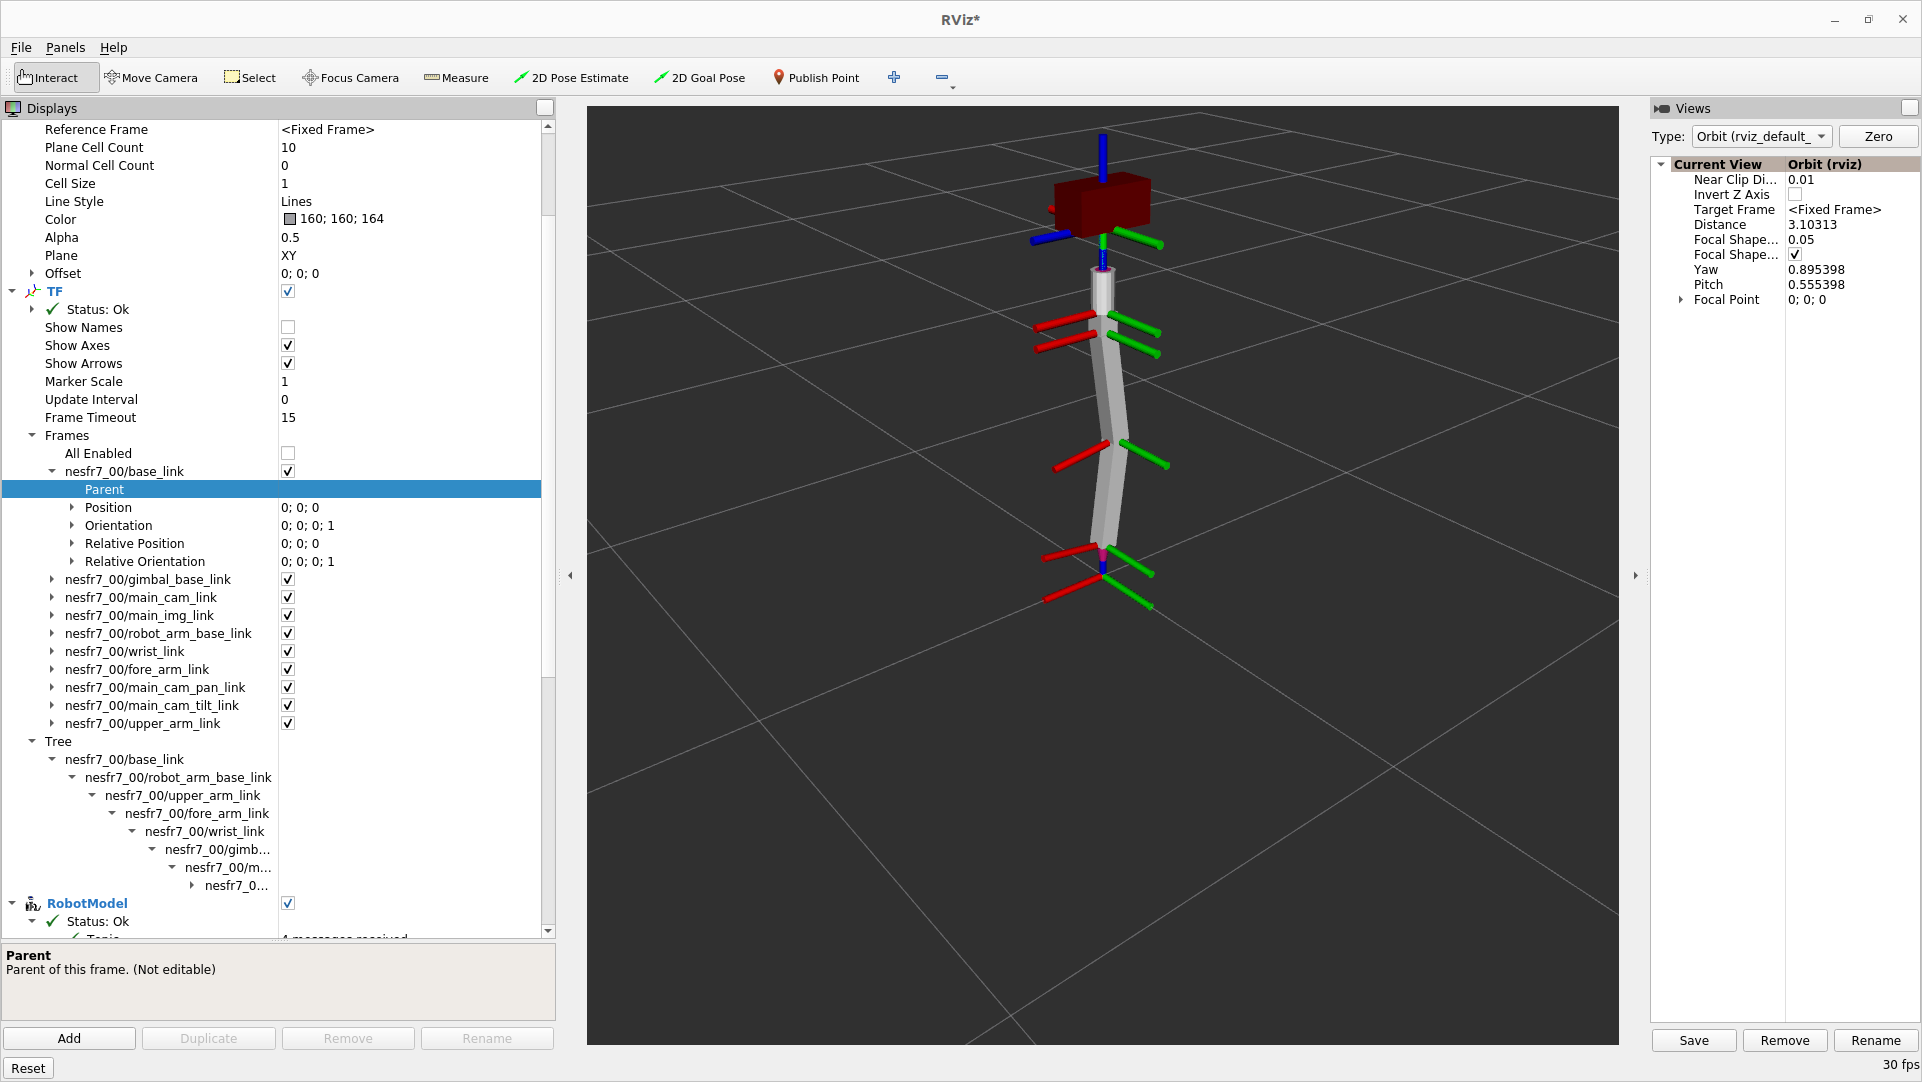 RViz*
File Panels Help
Interact Move Camera Select Focus Camera Measure 2D Pose Estimate 2D Goal Pose Publish Point
Displays
Reference Frame <Fixed Frame>
Plane Cell Count 10
Normal Cell Count 0
Cell Size 1
Line Style Lines
Color 160; 160; 164
Alpha 0.5
Plane XY
Offset 0; 0; 0
TF
Status: Ok
Show Names
Show Axes
Show Arrows
Marker Scale 1
Update Interval 0
Frame Timeout 15
Frames
All Enabled
nesfr7_00/base_link
Parent
Position 0; 0; 0
Orientation 0; 0; 0; 1
Relative Position 0; 0; 0
Relative Orientation 0; 0; 0; 1
nesfr7_00/gimbal_base_link
nesfr7_00/main_cam_link
nesfr7_00/main_img_link
nesfr7_00/robot_arm_base_link
nesfr7_00/wrist_link
nesfr7_00/fore_arm_link
nesfr7_00/main_cam_pan_link
nesfr7_00/main_cam_tilt_link
nesfr7_00/upper_arm_link
Tree
nesfr7_00/base_link
nesfr7_00/robot_arm_base_link
nesfr7_00/upper_arm_link
nesfr7_00/fore_arm_link
nesfr7_00/wrist_link
nesfr7_00/gimb...
nesfr7_00/m...
nesfr7_0...
RobotModel
Status: Ok
Parent
Parent of this frame. (Not editable)
Add Duplicate Remove Rename
Reset
Views
Type: Orbit (rviz_default_ Zero
Current View Orbit (rviz)
Near Clip Di... 0.01
Invert Z Axis
Target Frame <Fixed Frame>
Distance 3.10313
Focal Shape... 0.05
Focal Shape...
Yaw 0.895398
Pitch 0.555398
Focal Point 0; 0; 0
Save Remove Rename
30 fps